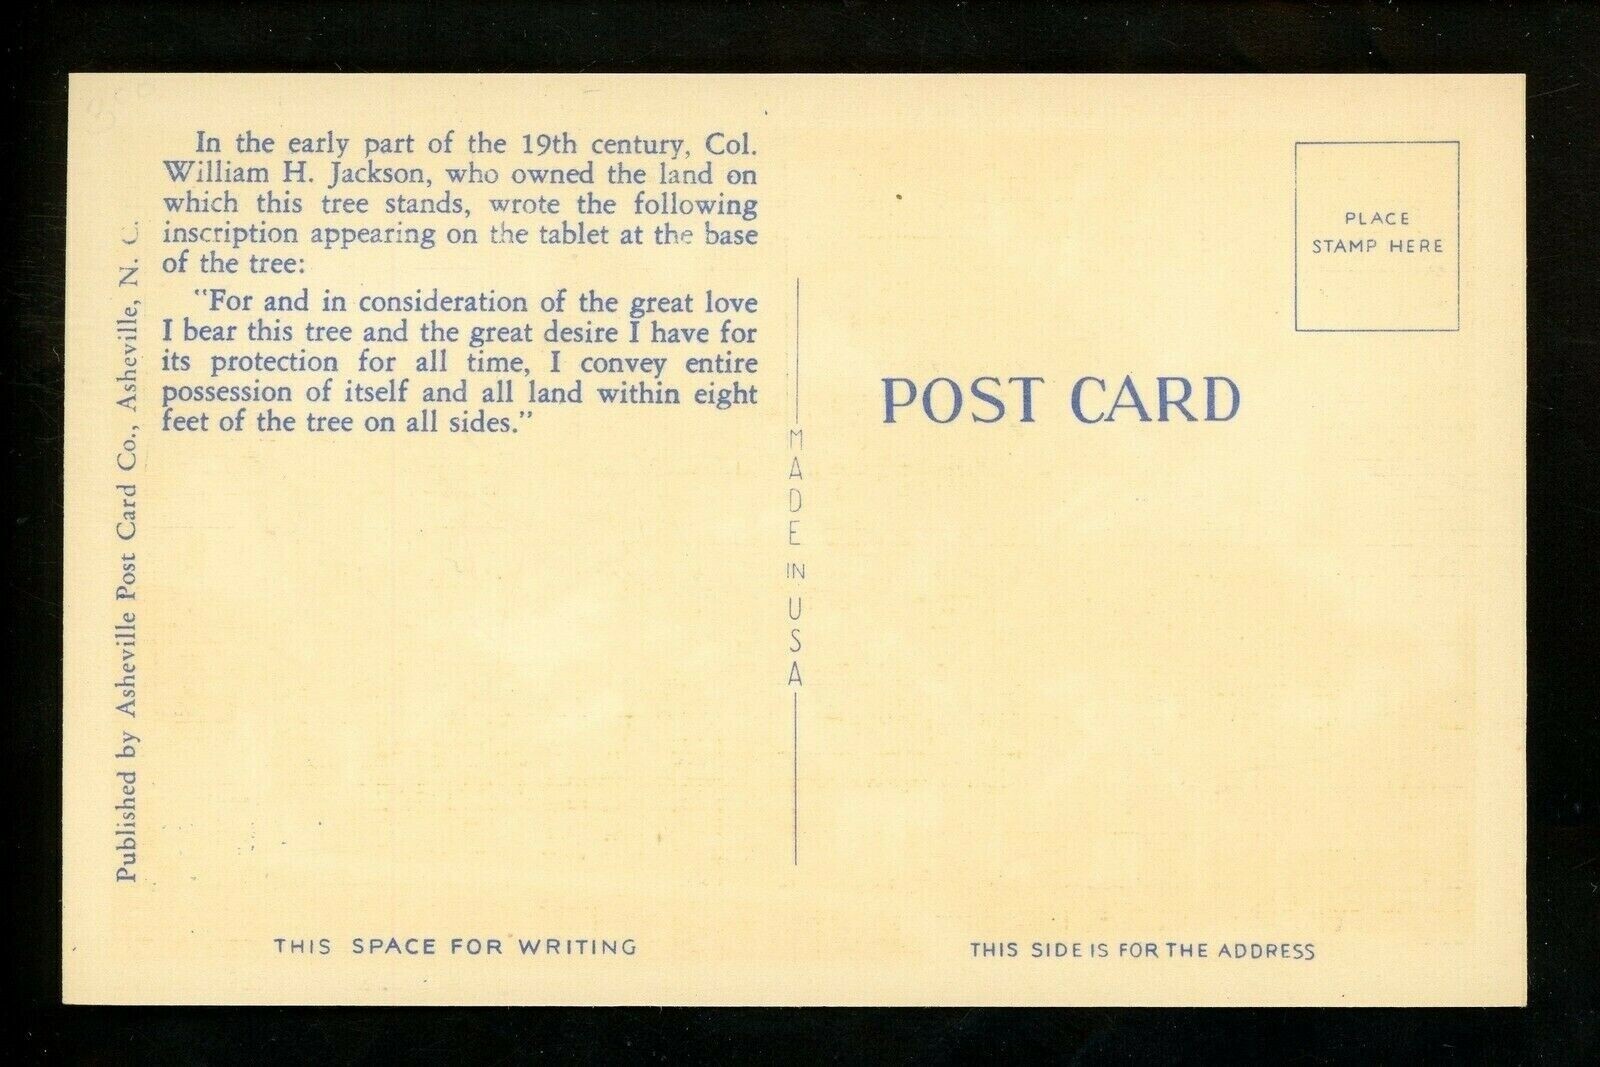 In the early part of the 19th century, Col.
William H. Jackson, who owned the land on
which this tree stands, wrote the following
inscription appearing on the tablet at the base
of the tree:
"For and in consideration of the great love
I bear this tree and the great desire I have for
its protection for all time, I convey entire
possession of itself and all land within eight
feet of the tree on all sides."
Published by Asheville Post Card Co., Asheville, N. C.
THIS SPACE FOR WRITING
MADE IN USA
PLACE
STAMP HERE
POST CARD
THIS SIDE IS FOR THE ADDRESS